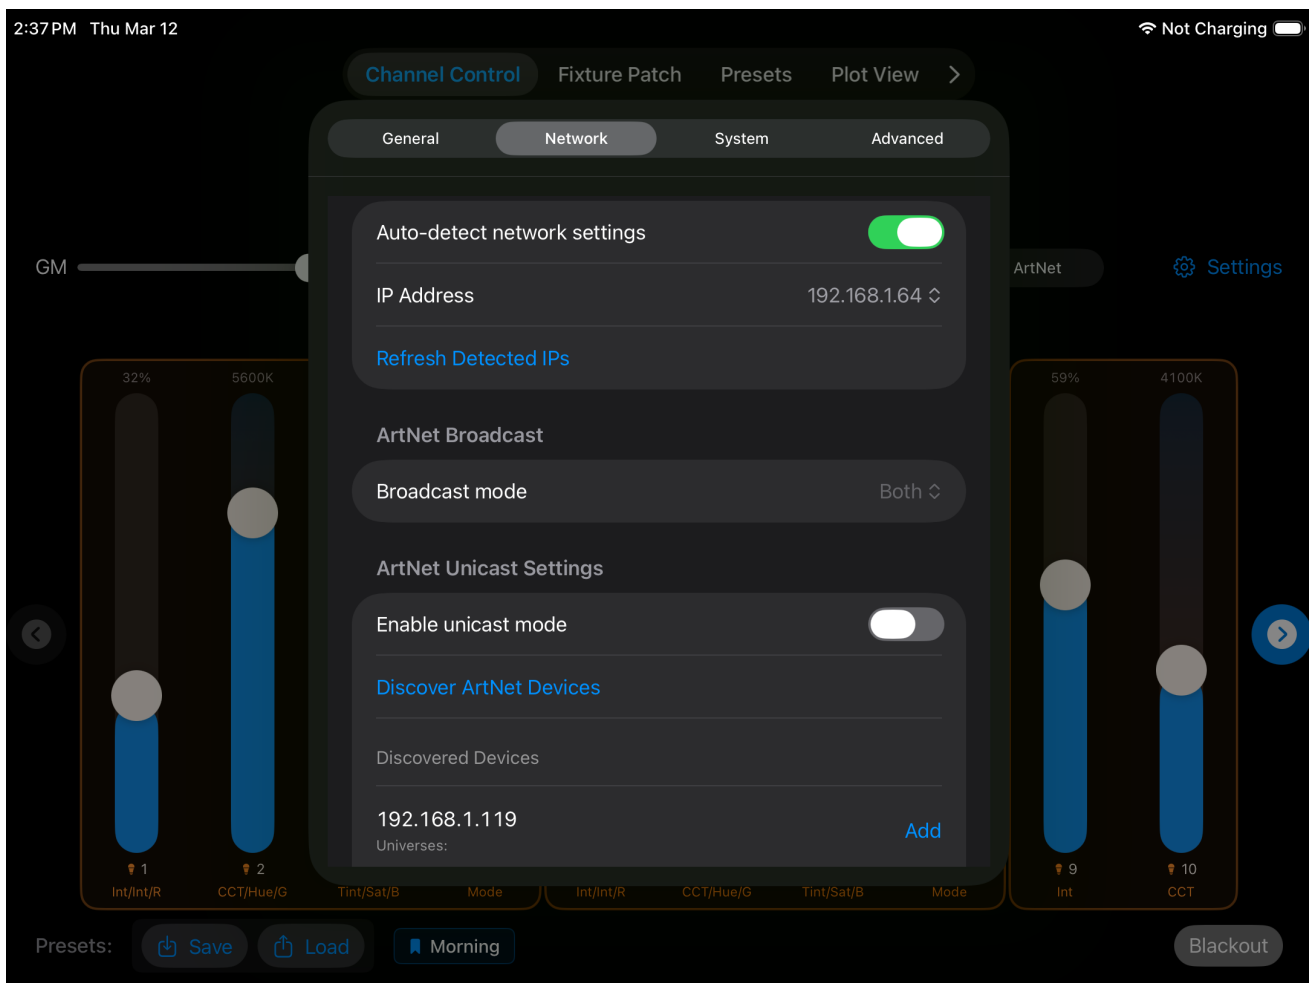 2:37 PM Thu Mar 12
Not Charging
Channel Control Fixture Patch Presets Plot View
General Network System Advanced
Auto-detect network settings
GM
ArtNet
Settings
IP Address 192.168.1.64
Refresh Detected IPs
32% 5600K 59% 4100K
ArtNet Broadcast
Broadcast mode Both
ArtNet Unicast Settings
Enable unicast mode
Discover ArtNet Devices
Discovered Devices
192.168.1.119
Add
Universes:
1 2 9 10
Int/Int/R CCT/Hue/G Tint/Sat/B Mode Int/Int/R CCT/Hue/G Tint/Sat/B Mode Int CCT
Presets: Save Load Morning Blackout